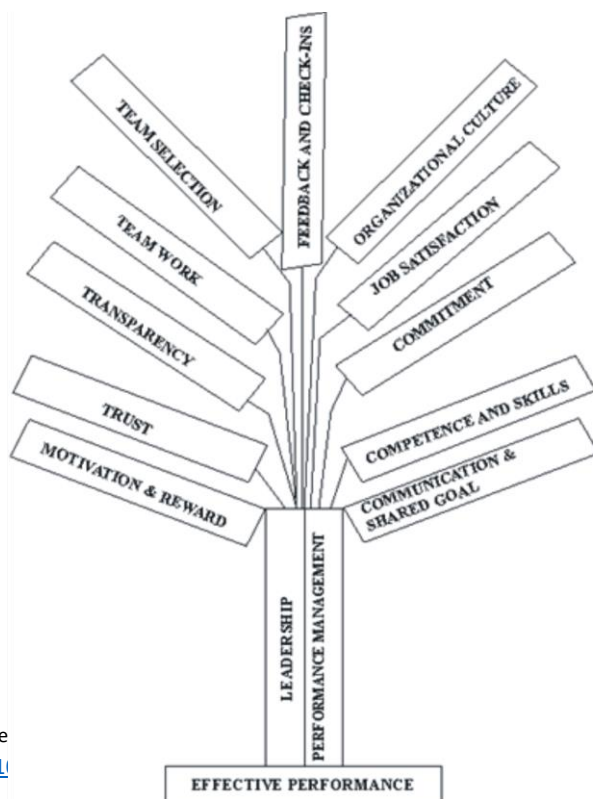 FEEDBACK AND CHECK-INS
TEAM SELECTION
ORGANIZATIONAL CULTURE
TEAM WORK
JOB SATISFACTION
TRANSPARENCY
COMMITMENT
TRUST
COMPETENCE AND SKILLS
MOTIVATION & REWARD
COMMUNICATION &
SHARED GOAL
LEADERSHIP
PERFORMANCE MANAGEMENT
EFFECTIVE PERFORMANCE